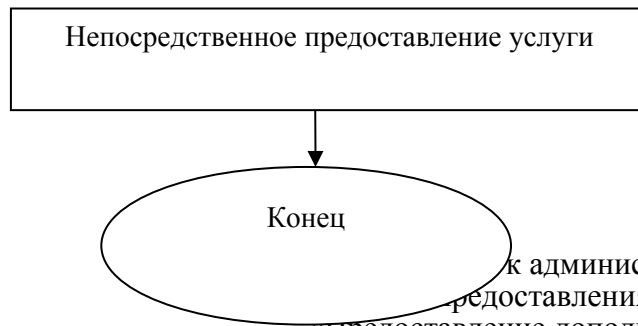 Непосредственное предоставление услуги
Конец
к